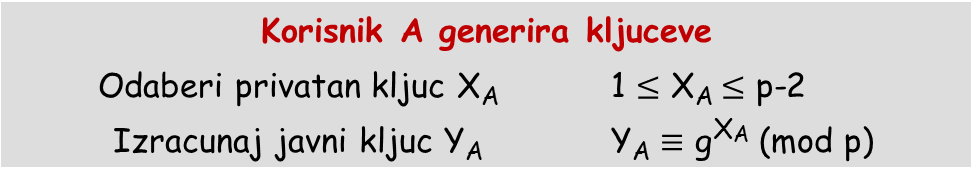 Korisnik A generira kljuceve
Odaberi privatan kljuc X_A 1 ≤ X_A ≤ p-2
Izracunaj javni kljuc Y_A Y_A ≡ g^{X_A} (mod p)